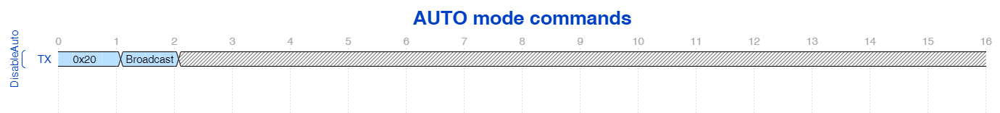 AUTO mode commands
0 1 2 3 4 5 6 7 8 9 10 11 12 13 14 15 16
DisableAuto
TX 0x20 Broadcast